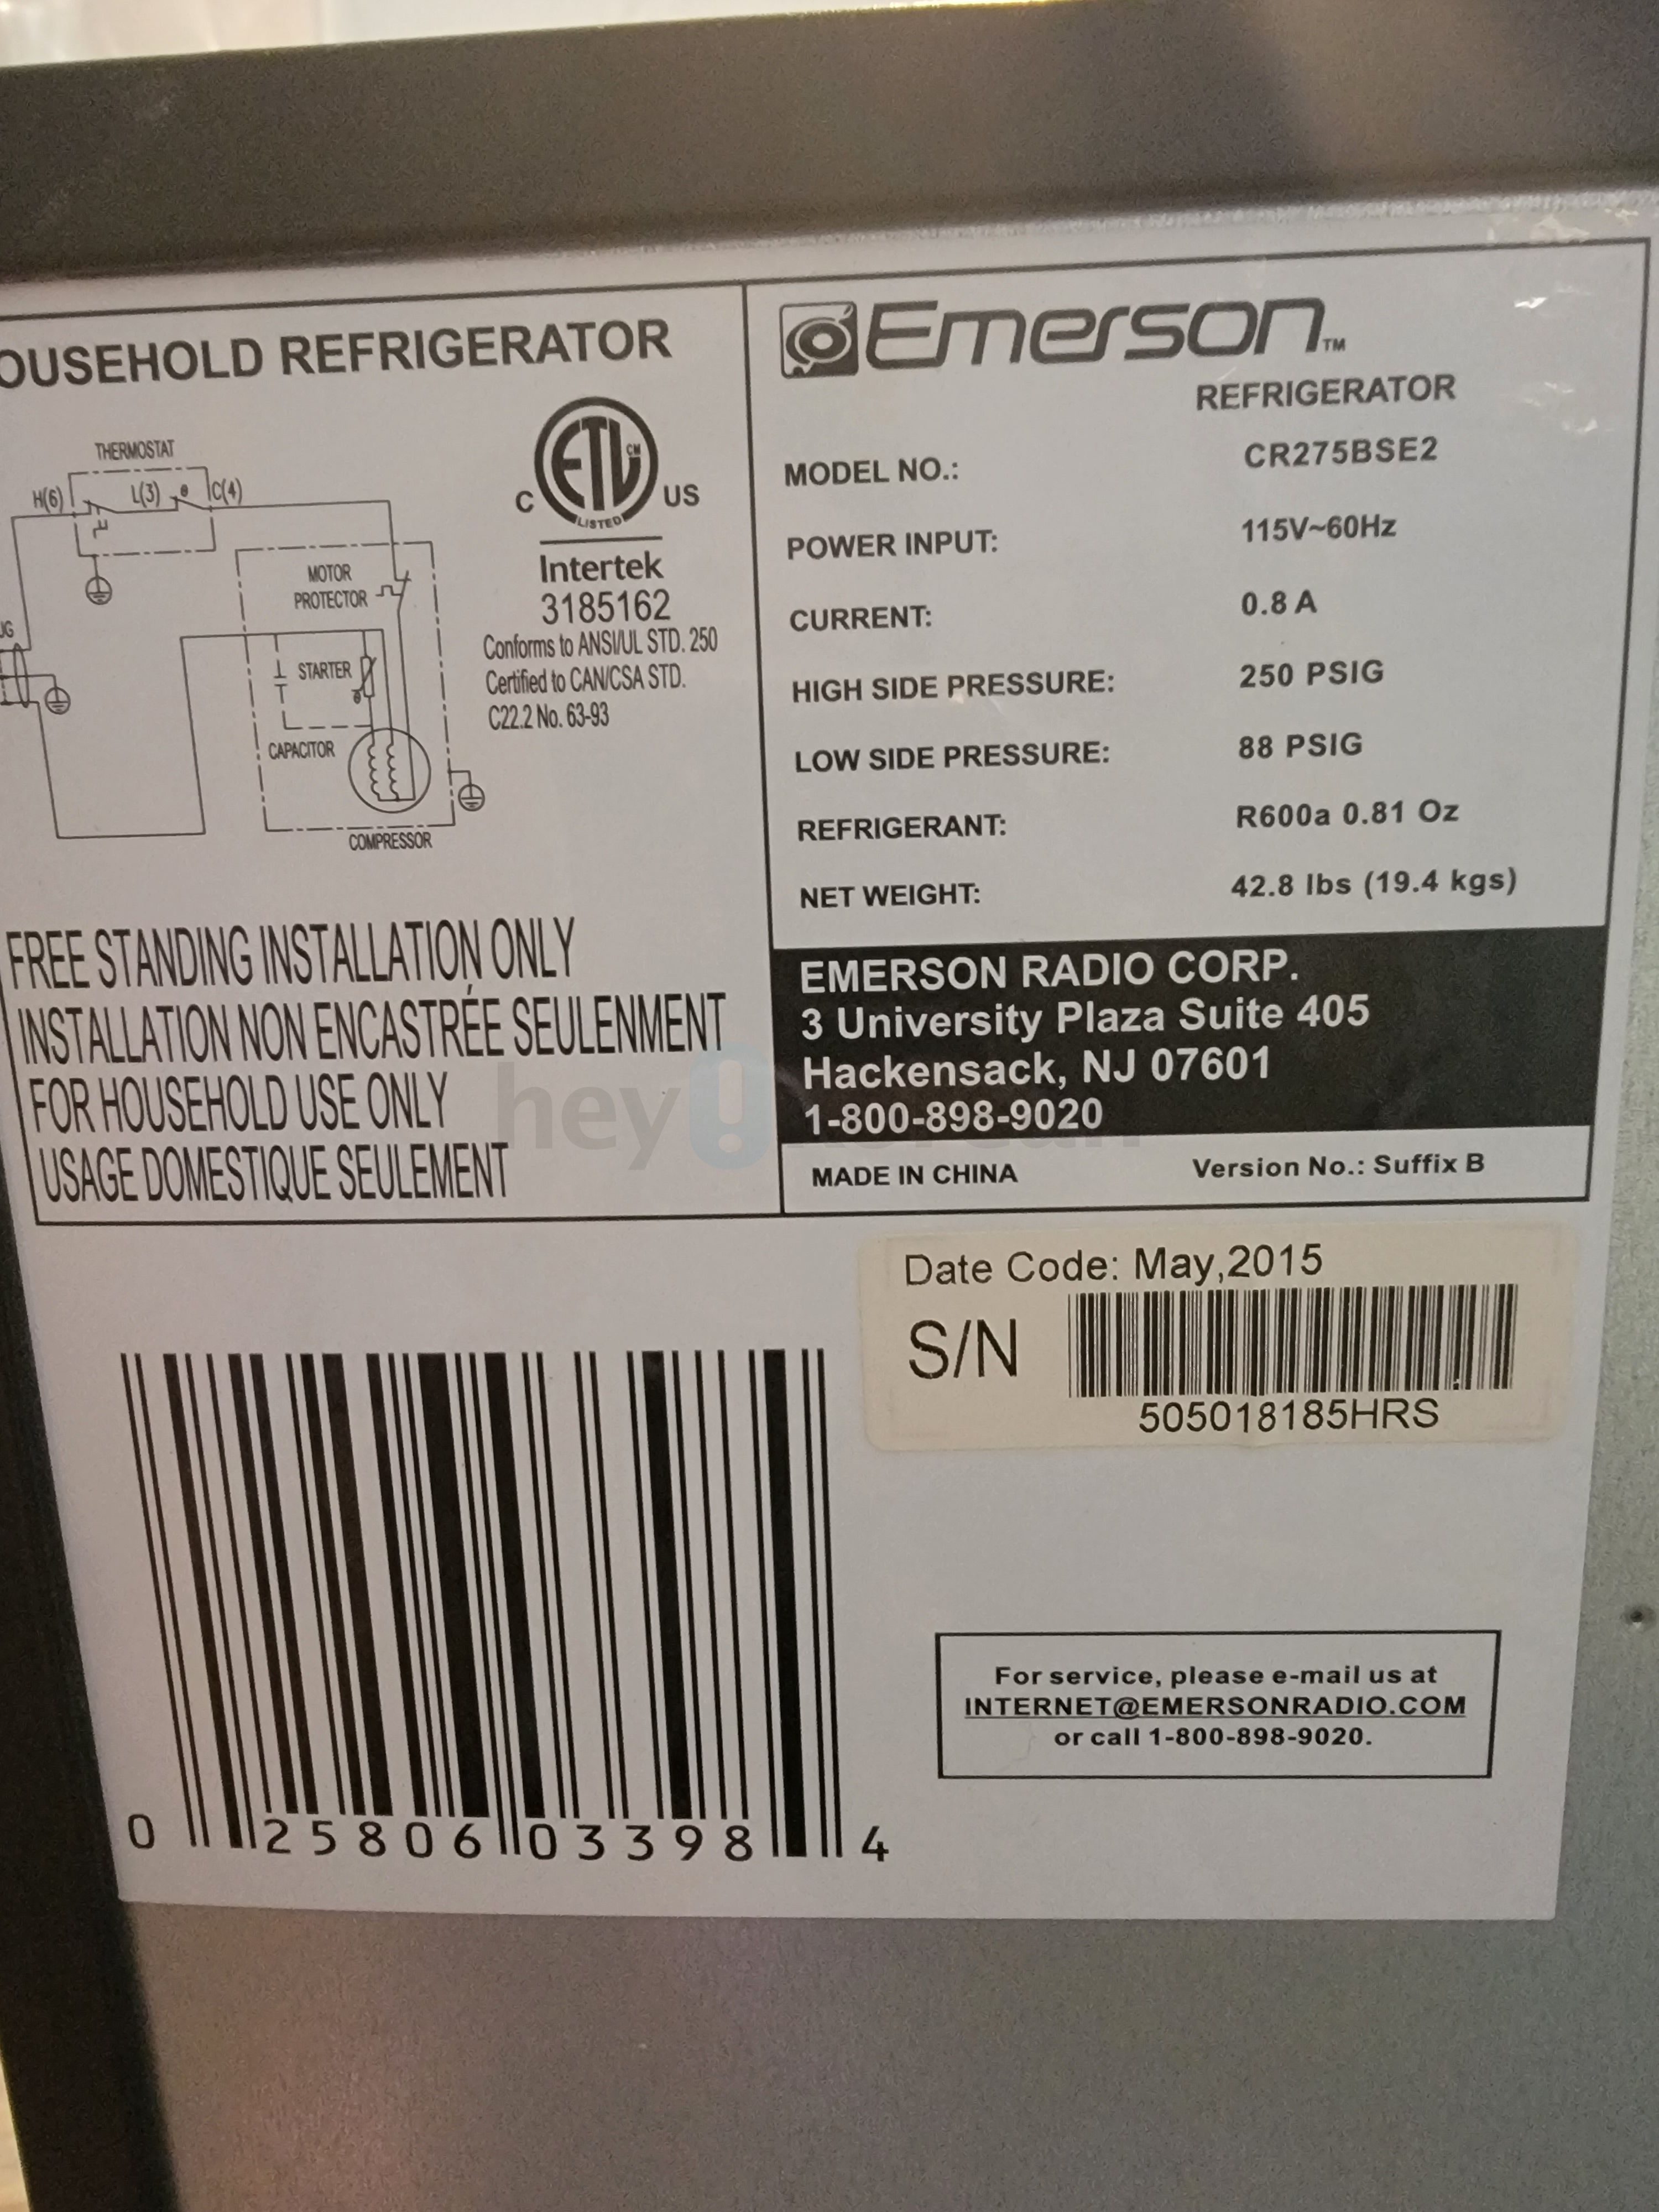 OUSEHOLD REFRIGERATOR
THERMOSTAT
H(6) L(3) C(4)
MOTOR
PROTECTOR
UG
STARTER
CAPACITOR
COMPRESSOR
ETL CM
C LISTED US
Intertek
3185162
Conforms to ANSI/UL STD. 250
Certified to CAN/CSA STD.
C22.2 No. 63-93
FREE STANDING INSTALLATION ONLY
INSTALLATION NON ENCASTRÉE SEULENMENT
FOR HOUSEHOLD USE ONLY
USAGE DOMESTIQUE SEULEMENT
Emerson TM
REFRIGERATOR
MODEL NO.: CR275BSE2
POWER INPUT: 115V~60Hz
CURRENT: 0.8 A
HIGH SIDE PRESSURE: 250 PSIG
LOW SIDE PRESSURE: 88 PSIG
REFRIGERANT: R600a 0.81 Oz
NET WEIGHT: 42.8 lbs (19.4 kgs)
EMERSON RADIO CORP.
3 University Plaza Suite 405
Hackensack, NJ 07601
1-800-898-9020
MADE IN CHINA Version No.: Suffix B
hey!
Date Code: May,2015
S/N
505018185HRS
0 25806 03398 4
For service, please e-mail us at
INTERNET@EMERSONRADIO.COM
or call 1-800-898-9020.